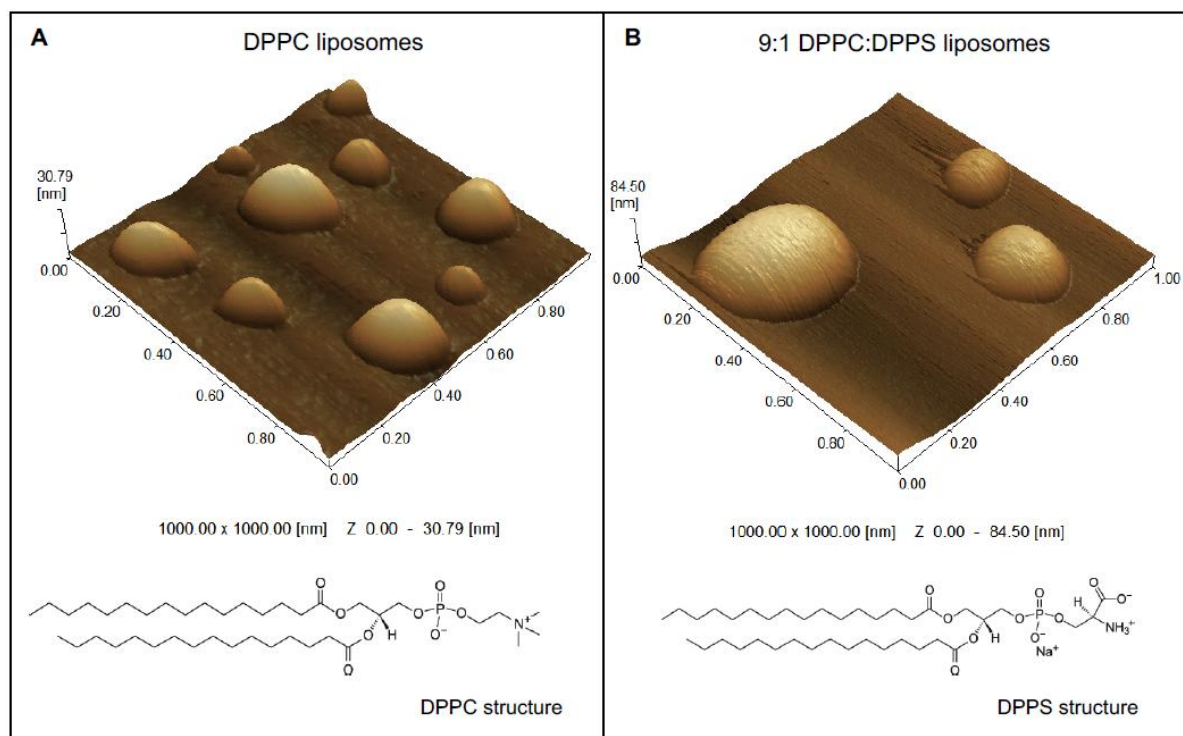 A
DPPC liposomes
30.79
[nm]
0.00
0.20
0.40
0.60
0.80
0.00
0.20
0.40
0.60
0.80
1000.00 x 1000.00 [nm] Z 0.00 - 30.79 [nm]
O
O
O
O
H
O
P
O
O⁻
O
N⁺
DPPC structure
B
9:1 DPPC:DPPS liposomes
84.50
[nm]
0.00
0.20
0.40
0.60
0.80
0.00
0.20
0.40
0.60
0.80
1.00
1000.00 x 1000.00 [nm] Z 0.00 - 84.50 [nm]
O
O
O
O
H
O
P
O
O⁻
Na⁺
O
H
O
O⁻
NH₃⁺
DPPS structure